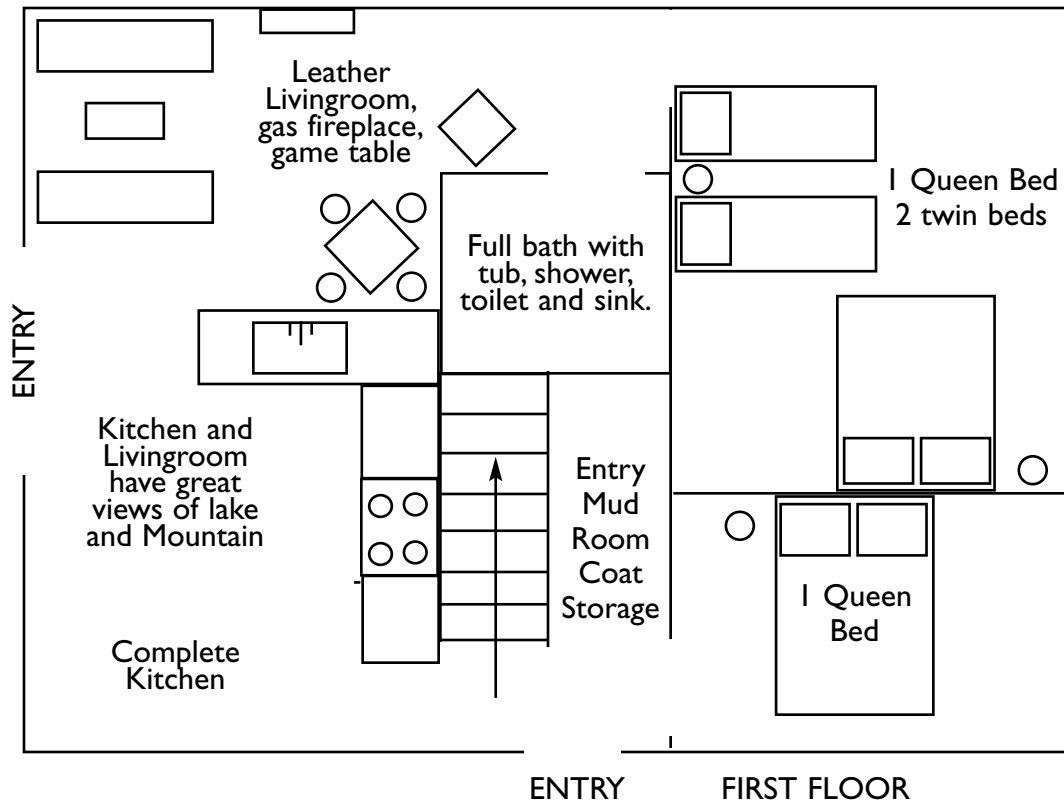 Leather
Livingroom,
gas fireplace,
game table
1 Queen Bed
2 twin beds
Full bath with
tub, shower,
toilet and sink.
ENTRY
Kitchen and
Livingroom
have great
views of lake
and Mountain
Entry
Mud
Room
Coat
Storage
1 Queen
Bed
Complete
Kitchen
ENTRY
FIRST FLOOR